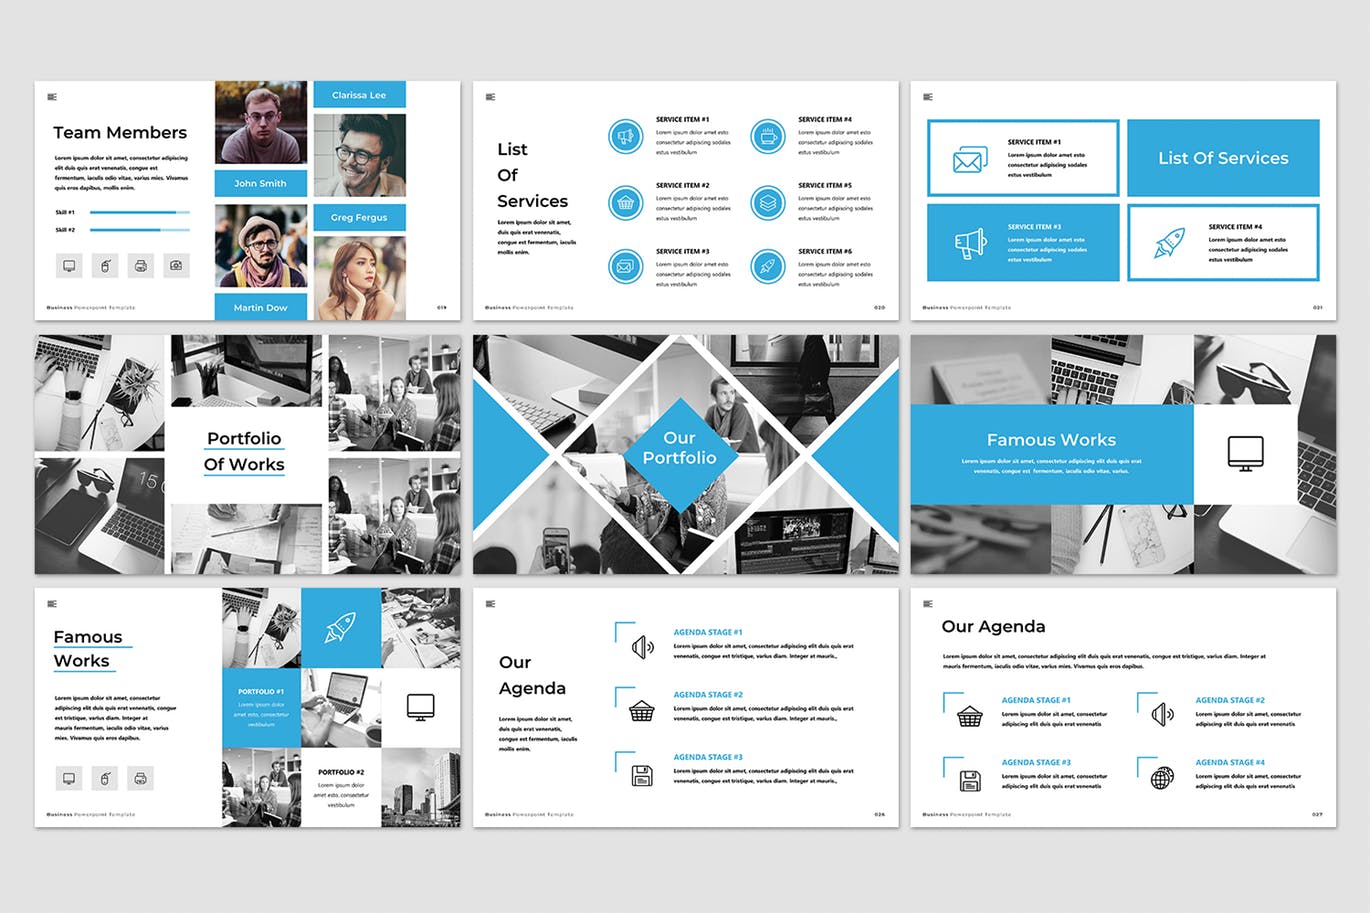 Team Members
Lorem ipsum dolor sit amet, consectetur adipiscing
elit duis quis erat venenatis, congue est
fermentum, iaculis odio vitae, varius mies. Vivamus
quis eros dapibus, mollis enim.
Skill #1
Skill #2
Clarissa Lee
John Smith
Greg Fergus
Martin Dow
Business Powerpoint Template
019
List
Of
Services
Lorem ipsum dolor sit amet,
duis quis erat venenatis,
congue est fermentum, iaculis
mollis enim.
SERVICE ITEM #1
Lorem ipsum dolor amet esto
consectetur adipiscing sodales
estus vestibulum
SERVICE ITEM #2
Lorem ipsum dolor amet esto
consectetur adipiscing sodales
estus vestibulum
SERVICE ITEM #3
Lorem ipsum dolor amet esto
consectetur adipiscing sodales
estus vestibulum
SERVICE ITEM #4
Lorem ipsum dolor amet esto
consectetur adipiscing sodales
estus vestibulum
SERVICE ITEM #5
Lorem ipsum dolor amet esto
consectetur adipiscing sodales
estus vestibulum
SERVICE ITEM #6
Lorem ipsum dolor amet esto
consectetur adipiscing sodales
estus vestibulum
Business Powerpoint Template
020
SERVICE ITEM #1
Lorem ipsum dolor amet esto
consectetur adipiscing sodales
estus vestibulum
List Of Services
SERVICE ITEM #3
Lorem ipsum dolor amet esto
consectetur adipiscing sodales
estus vestibulum
SERVICE ITEM #4
Lorem ipsum dolor amet esto
consectetur adipiscing sodales
estus vestibulum
Business Powerpoint Template
021
Portfolio
Of Works
Our
Portfolio
Famous Works
Lorem ipsum dolor sit amet, consectetur adipiscing elit duis quis erat
venenatis, congue est fermentum, iaculis odio vitae, varius.
Famous
Works
Lorem ipsum dolor sit amet, consectetur
adipiscing elit duis quis erat venenatis, congue
est tristique, varius diam. Integer at
mauris fermentum, iaculis odio vitae, varius
mies. Vivamus quis eros dapibus.
PORTFOLIO #1
Lorem ipsum dolor
amet esto, consectetur
vestibulum
PORTFOLIO #2
Lorem ipsum dolor
amet esto, consectetur
vestibulum
Business Powerpoint Template
Our
Agenda
Lorem ipsum dolor sit amet,
duis quis erat venenatis,
congue est fermentum, iaculis
mollis enim.
AGENDA STAGE #1
Lorem ipsum dolor sit amet, consectetur adipiscing elit duis quis erat
venenatis, congue est tristique, varius diam. Integer at mauris.,
AGENDA STAGE #2
Lorem ipsum dolor sit amet, consectetur adipiscing elit duis quis erat
venenatis, congue est tristique, varius diam. Integer at mauris.,
AGENDA STAGE #3
Lorem ipsum dolor sit amet, consectetur adipiscing elit duis quis erat
venenatis, congue est tristique, varius diam. Integer at mauris.,
Business Powerpoint Template
026
Our Agenda
Lorem ipsum dolor sit amet, consectetur adipiscing elit duis quis erat venenatis, congue est tristique, varius diam. Integer at
mauris fermentum, iaculis odio vitae, varius mies. Vivamus quis eros dapibus.
AGENDA STAGE #1
Lorem ipsum dolor sit amet, consectetur
adipiscing elit duis quis erat venenatis
AGENDA STAGE #2
Lorem ipsum dolor sit amet, consectetur
adipiscing elit duis quis erat venenatis
AGENDA STAGE #3
Lorem ipsum dolor sit amet, consectetur
adipiscing elit duis quis erat venenatis
AGENDA STAGE #4
Lorem ipsum dolor sit amet, consectetur
adipiscing elit duis quis erat venenatis
Business Powerpoint Template
027